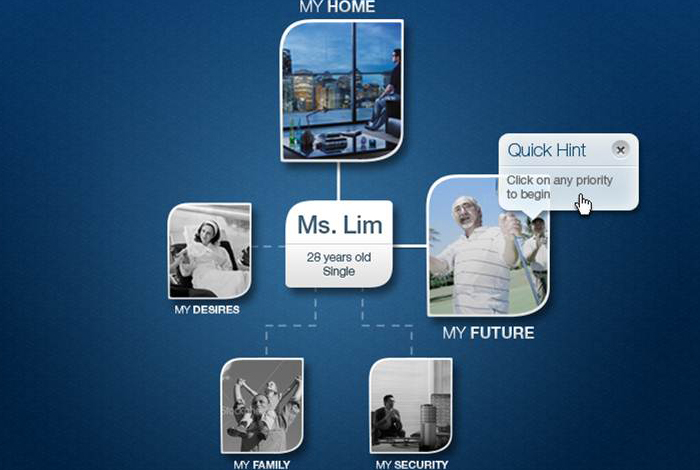 MY HOME
Quick Hint
Click on any priority
to begin
Ms. Lim
28 years old
Single
MY DESIRES
MY FUTURE
MY FAMILY
MY SECURITY